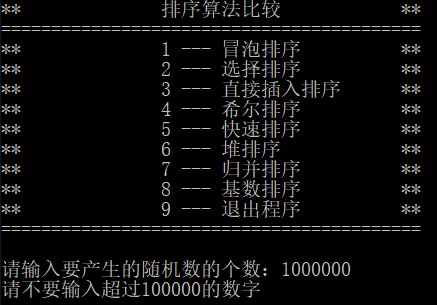 **              排序算法比较              **
==========================================
**              1 --- 冒泡排序            **
**              2 --- 选择排序            **
**              3 --- 直接插入排序        **
**              4 --- 希尔排序            **
**              5 --- 快速排序            **
**              6 --- 堆排序              **
**              7 --- 归并排序            **
**              8 --- 基数排序            **
**              9 --- 退出程序            **
==========================================
请输入要产生的随机数的个数：1000000
请不要输入超过100000的数字